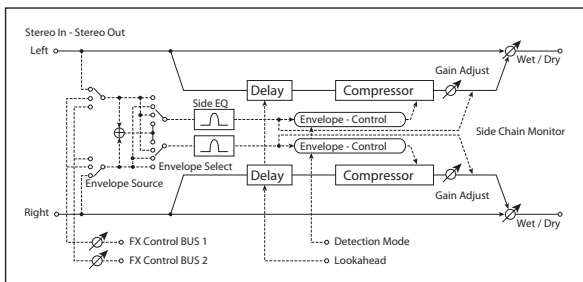 Stereo In - Stereo Out
Left
Wet / Dry
Gain Adjust
Delay
Compressor
Side EQ
Envelope - Control
Side Chain Monitor
Envelope - Control
Envelope Select
Envelope Source
Delay
Compressor
Gain Adjust
Right
Wet / Dry
FX Control BUS 1
Detection Mode
FX Control BUS 2
Lookahead